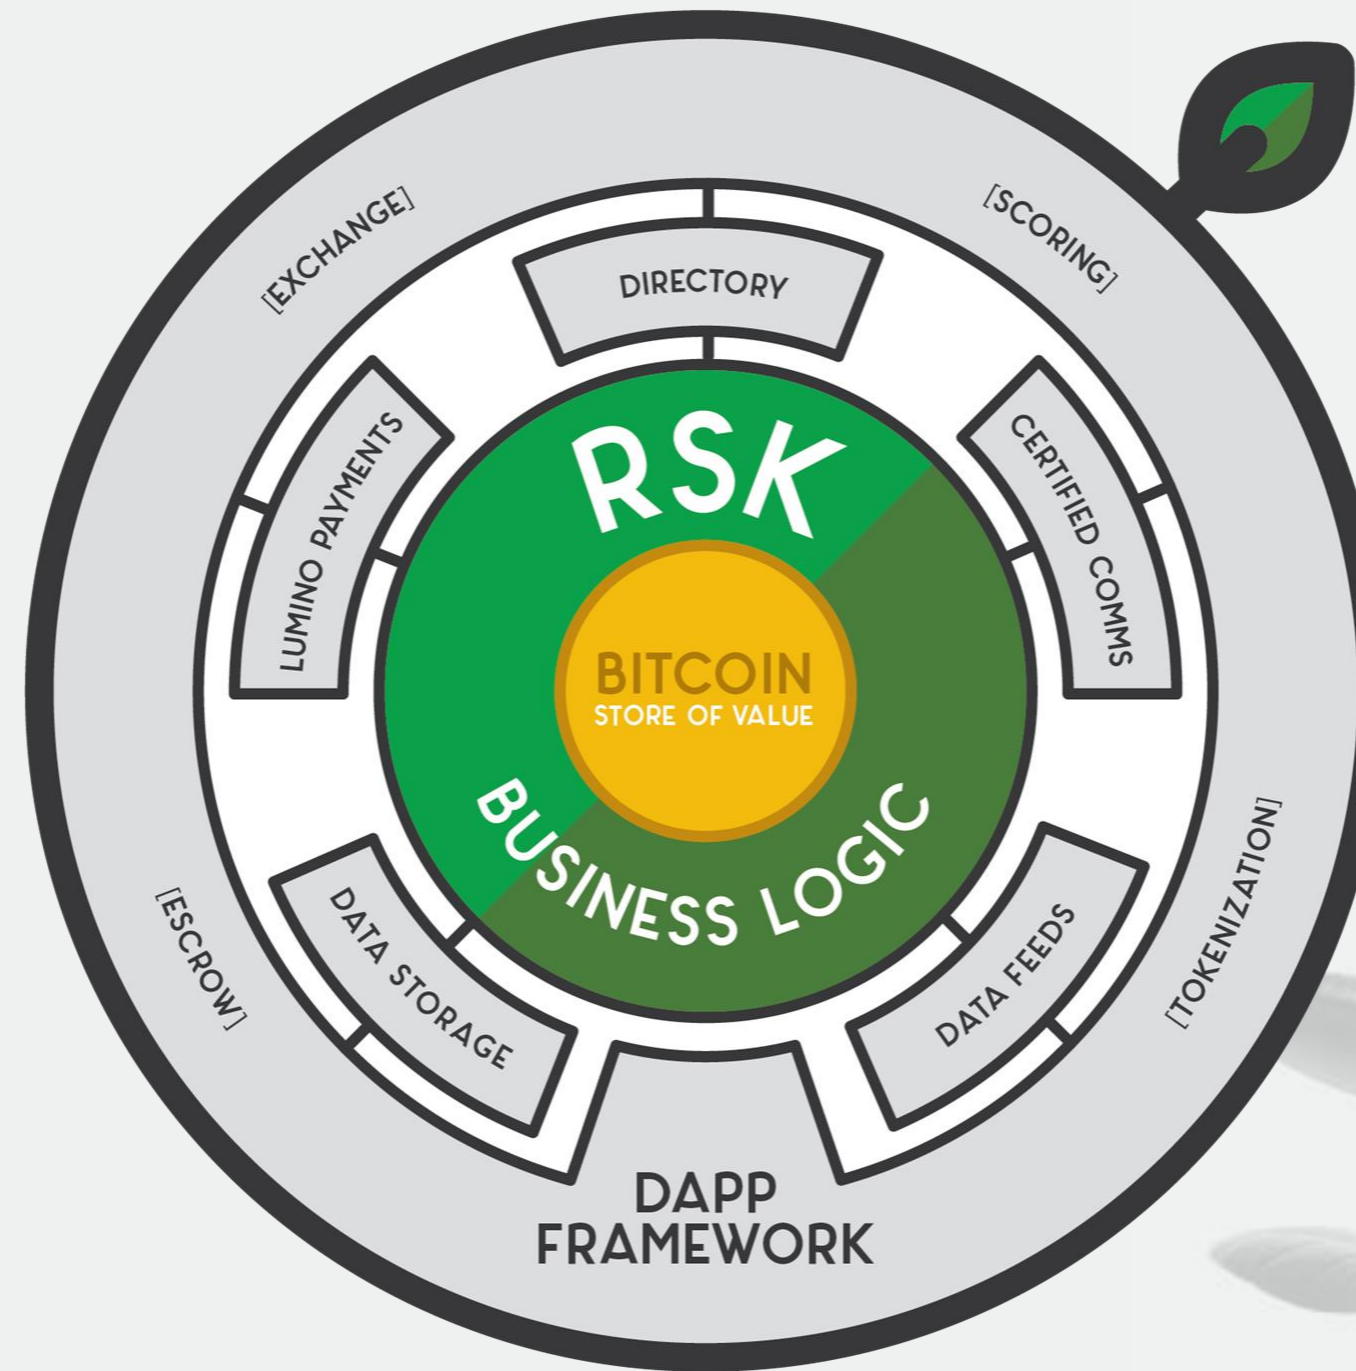 [EXCHANGE]
[SCORING]
DIRECTORY
LUMINO PAYMENTS
CERTIFIED COMMS
RSK
BITCOIN
STORE OF VALUE
BUSINESS LOGIC
[ESCROW]
DATA STORAGE
DATA FEEDS
[TOKENIZATION]
DAPP
FRAMEWORK